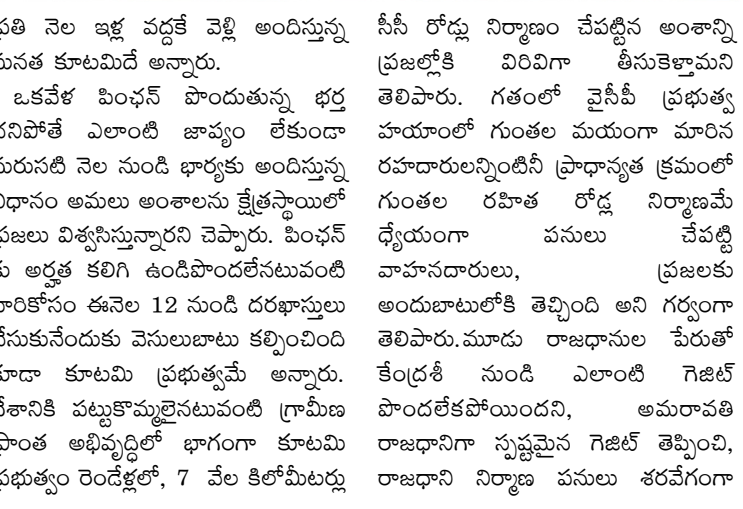 ప్రతి నెల ఇళ్ల వద్దకే వెళ్లి అందిస్తున్న
ఘనత కూటమిదే అన్నారు.
ఒకవేళ పింఛన్ పొందుతున్న భర్త
చనిపోతే ఎలాంటి జాప్యం లేకుండా
మరుసటి నెల నుండి భార్యకు అందిస్తున్న
విధానం అమలు అంశాలను క్షేత్రస్థాయిలో
ప్రజలు విశ్వసిస్తున్నారని చెప్పారు. పింఛన్
కు అర్హత కలిగి ఉండిపొందలేనటువంటి
వారికోసం ఈనెల 12 నుండి దరఖాస్తులు
చేసుకునేందుకు వెసులుబాటు కల్పించింది
కూడా కూటమి ప్రభుత్వమే అన్నారు.
దేశానికి పట్టుకొమ్మలైనటువంటి గ్రామీణ
ప్రాంత అభివృద్ధిలో భాగంగా కూటమి
ప్రభుత్వం రెండేళ్లలో, 7 వేల కిలోమీటర్లు
సీసీ రోడ్లు నిర్మాణం చేపట్టిన అంశాన్ని
ప్రజల్లోకి విరివిగా తీసుకెళ్తామని
తెలిపారు. గతంలో వైసీపీ ప్రభుత్వ
హయాంలో గుంతల మయంగా మారిన
రహదారులన్నింటినీ ప్రాధాన్యత క్రమంలో
గుంతల రహిత రోడ్ల నిర్మాణమే
ధ్యేయంగా పనులు చేపట్టి
వాహనదారులు, ప్రజలకు
అందుబాటులోకి తెచ్చింది అని గర్వంగా
తెలిపారు.మూడు రాజధానుల పేరుతో
కేంద్రశీ నుండి ఎలాంటి గెజిట్
పొందలేకపోయిందని, అమరావతి
రాజధానిగా స్పష్టమైన గెజిట్ తెప్పించి,
రాజధాని నిర్మాణ పనులు శరవేగంగా